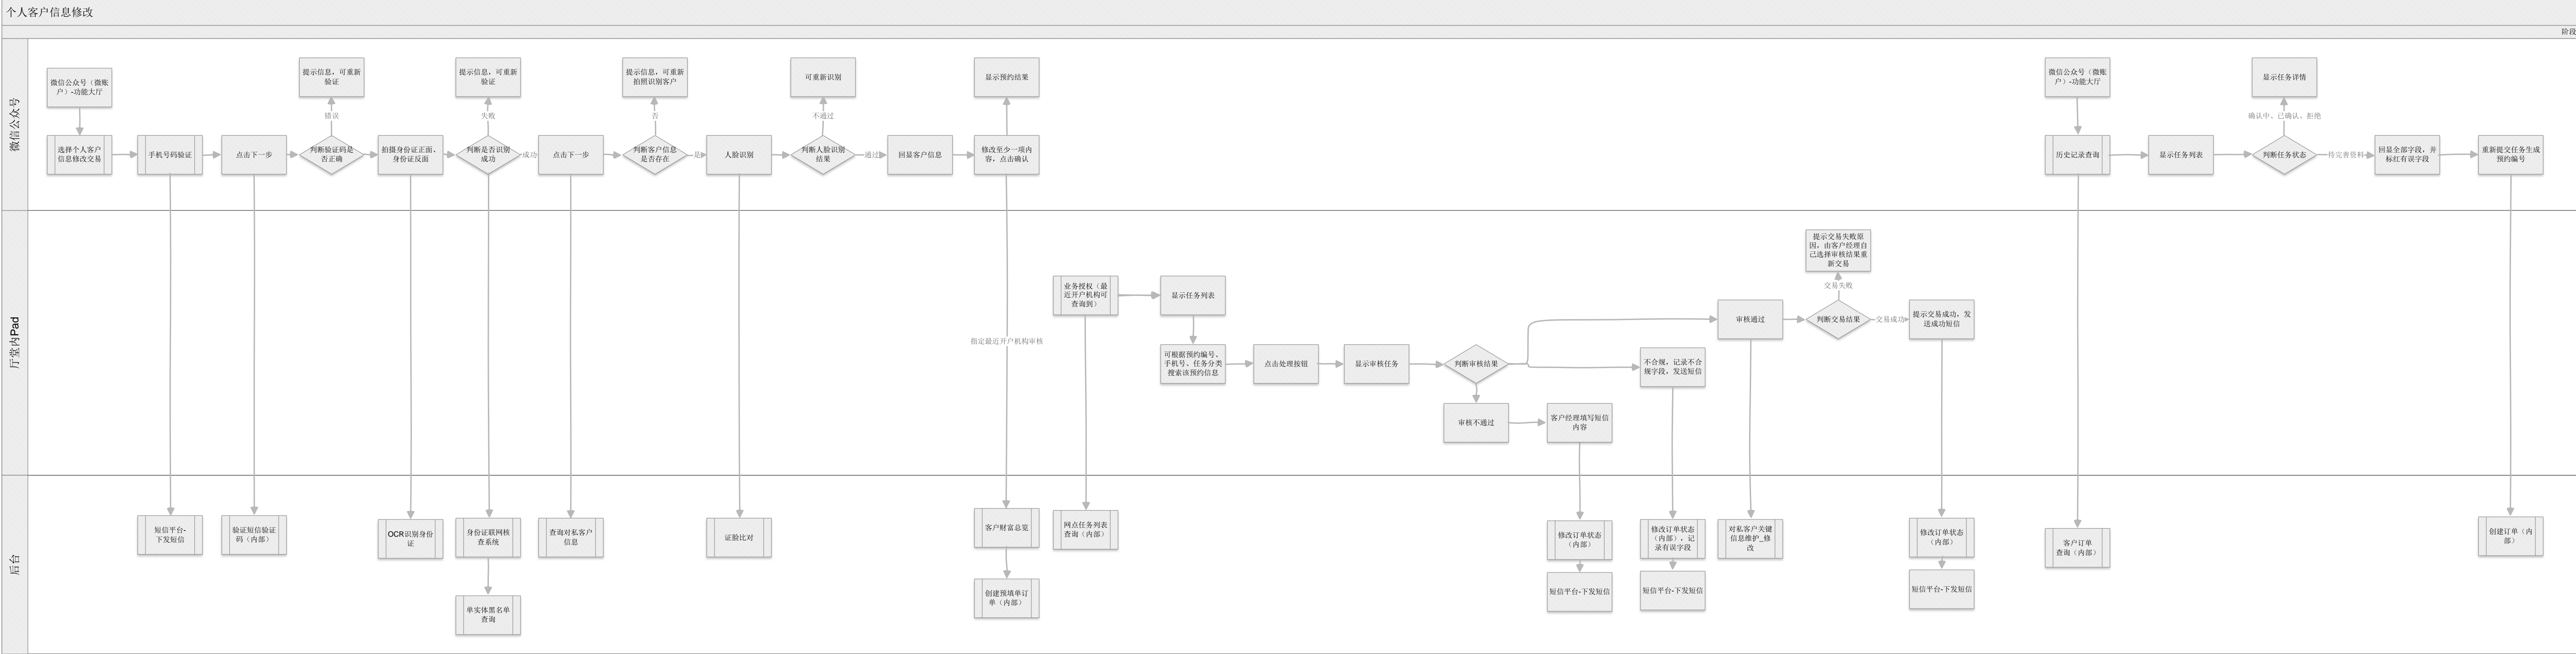 个人客户信息修改
阶段
微信公众号
微信公众号（微账
户）-功能大厅
选择个人客户
信息修改交易
手机号码验证
点击下一步
提示信息，可重新
验证
错误
判断验证码是
否正确
拍摄身份证正面、
身份证反面
提示信息，可重新
验证
失败
判断是否识别
成功
成功
点击下一步
提示信息，可重新
拍照识别客户
否
判断客户信息
是否存在
是
人脸识别
可重新识别
不通过
判断人脸识别
结果
通过
回显客户信息
显示预约结果
修改至少一项内
容，点击确认
微信公众号（微账
户）-功能大厅
历史记录查询
显示任务列表
显示任务详情
确认中、已确认、拒绝
判断任务状态
待完善资料
回显全部字段，并
标红有误字段
重新提交任务生成
预约编号
厅堂内Pad
指定最近开户机构审核
业务授权（最
近开户机构可
查询到）
显示任务列表
可根据预约编号、
手机号、任务分类
搜索该预约信息
点击处理按钮
显示审核任务
判断审核结果
审核不通过
客户经理填写短信
内容
不合规，记录不合
规字段，发送短信
审核通过
提示交易失败原
因，由客户经理自
己选择审核结果重
新交易
交易失败
判断交易结果
交易成功
提示交易成功，发
送成功短信
后台
短信平台-
下发短信
验证短信验证
码（内部）
OCR识别身份
证
身份证联网核
查系统
单实体黑名单
查询
查询对私客户
信息
证脸比对
客户财富总览
创建预填单订
单（内部）
网点任务列表
查询（内部）
修改订单状态
（内部）
短信平台-下发短信
修改订单状态
（内部），记
录有误字段
短信平台-下发短信
对私客户关键
信息维护_修
改
修改订单状态
（内部）
短信平台-下发短信
客户订单
查询（内部）
创建订单（内
部）